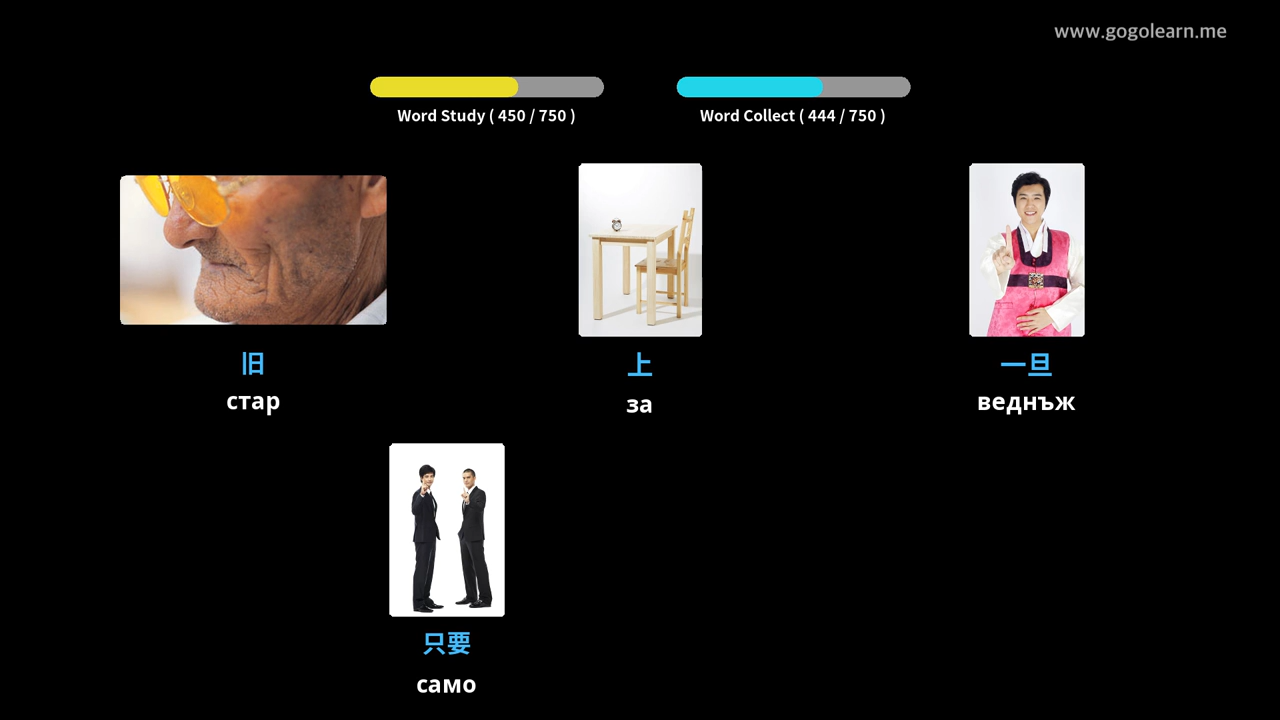 www.gogolearn.me
Word Study ( 450 / 750 )
Word Collect ( 444 / 750 )
旧
стар
上
за
一旦
веднъж
只要
само